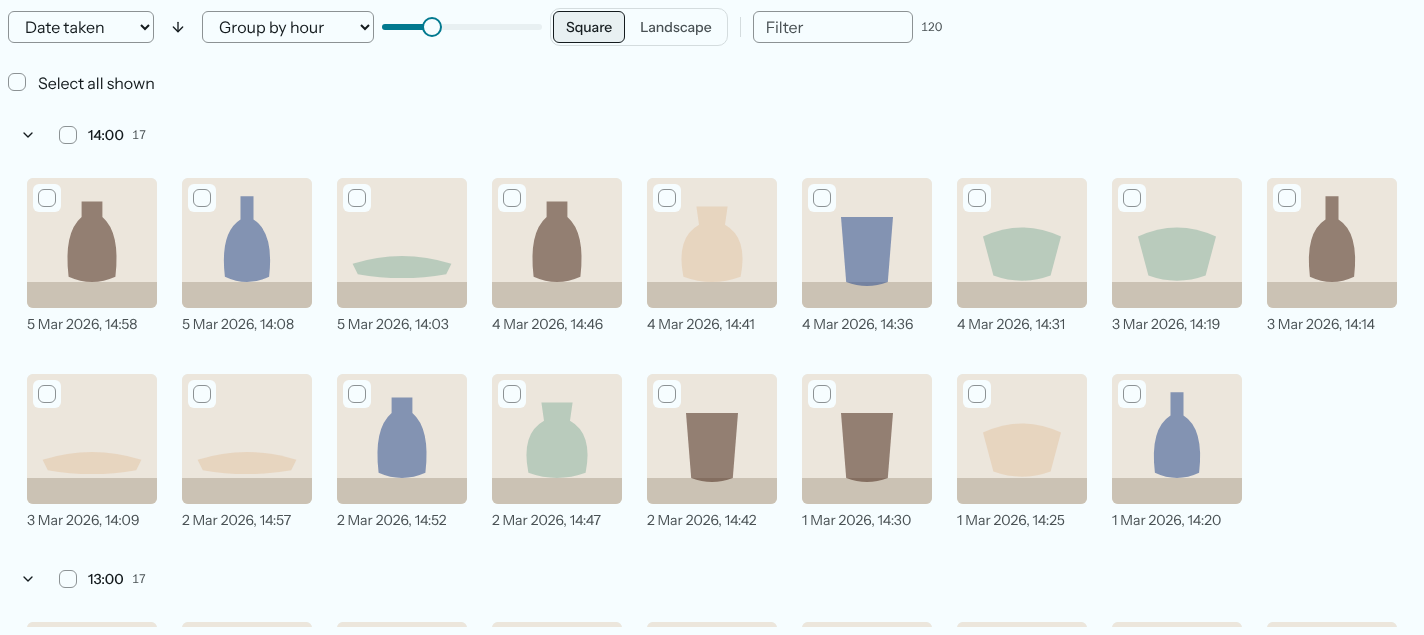 Date taken Group by hour Square Landscape Filter 120
Select all shown
14:00 17
5 Mar 2026, 14:58 5 Mar 2026, 14:08 5 Mar 2026, 14:03 4 Mar 2026, 14:46 4 Mar 2026, 14:41 4 Mar 2026, 14:36 4 Mar 2026, 14:31 3 Mar 2026, 14:19 3 Mar 2026, 14:14
3 Mar 2026, 14:09 2 Mar 2026, 14:57 2 Mar 2026, 14:52 2 Mar 2026, 14:47 2 Mar 2026, 14:42 1 Mar 2026, 14:30 1 Mar 2026, 14:25 1 Mar 2026, 14:20
13:00 17